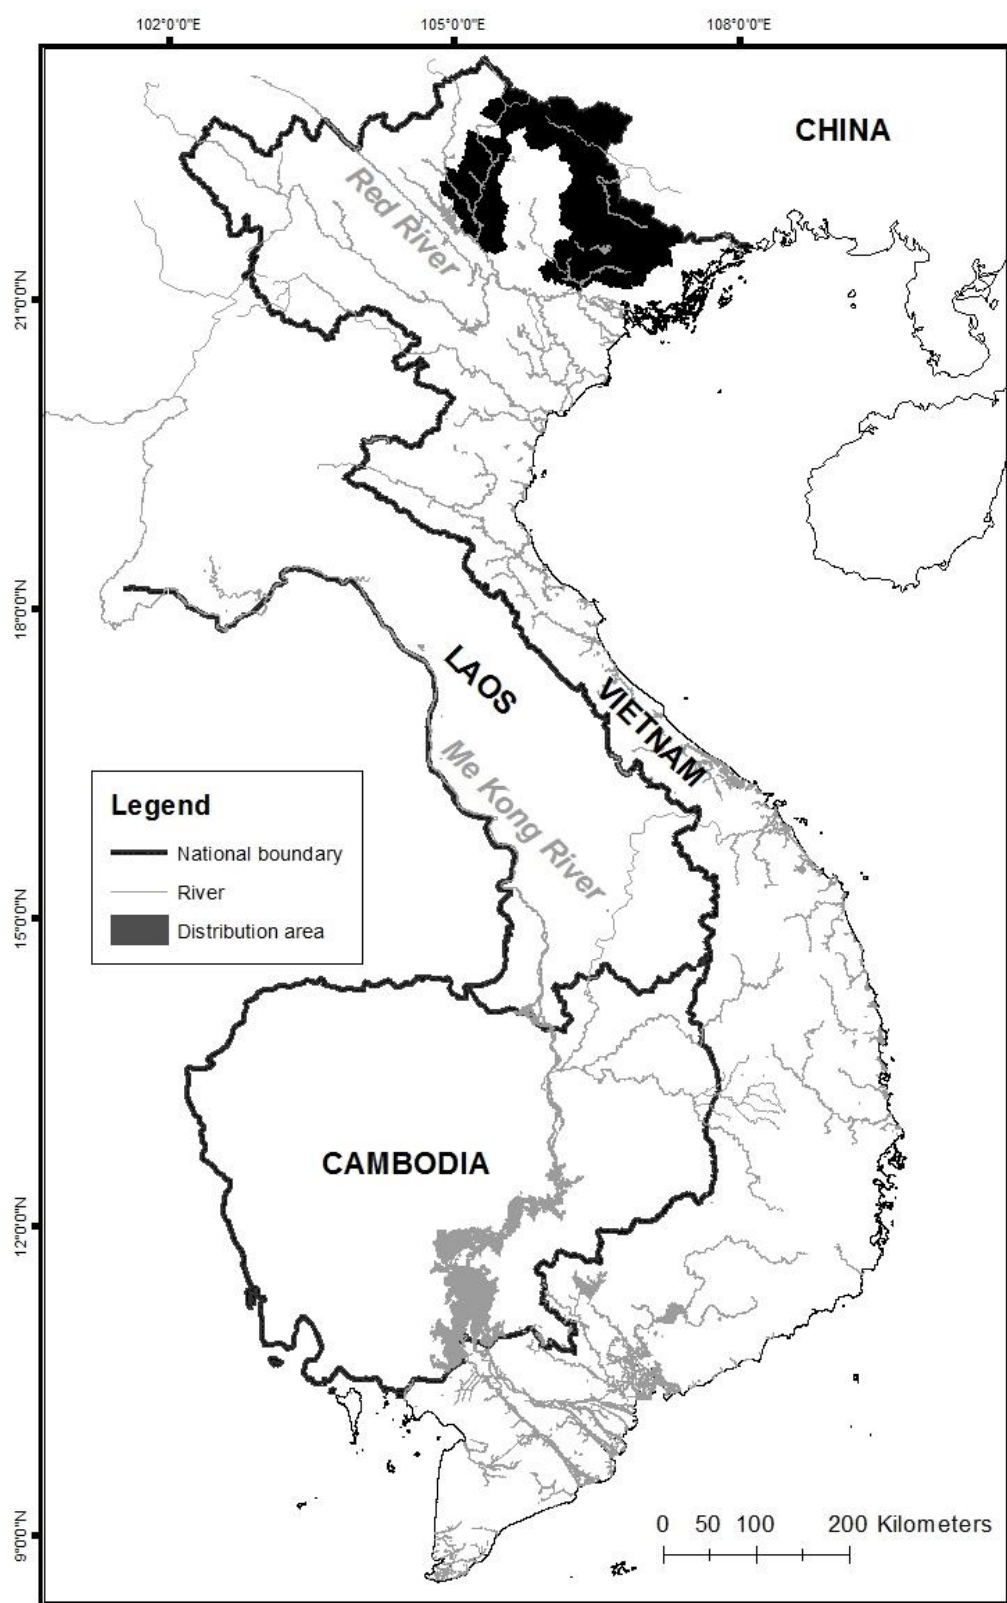 102°0'0"E
105°0'0"E
108°0'0"E
CHINA
Red River
21°0'0"N
18°0'0"N
LAOS
VIETNAM
Me Kong River
Legend
National boundary
River
Distribution area
15°0'0"N
CAMBODIA
12°0'0"N
9°0'0"N
0 50 100 200 Kilometers